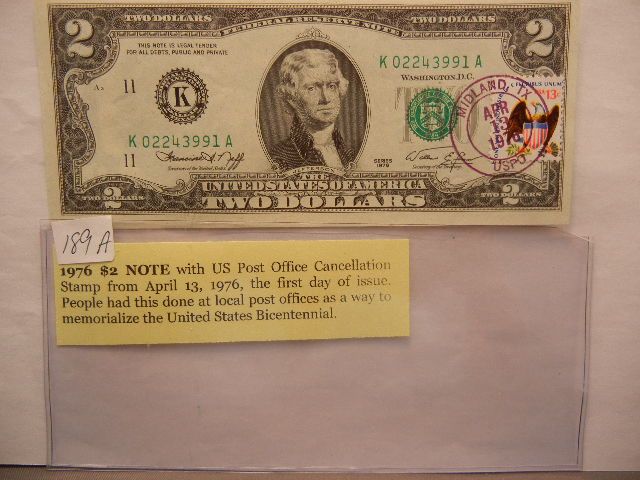 2 TWO DOLLARS FEDERAL RESERVE NOTE TWO DOLLARS 2
THIS NOTE IS LEGAL TENDER
FOR ALL DEBTS, PUBLIC AND PRIVATE
K 02243991 A
WASHINGTON, D.C.
11
11
K
K 02243991 A
11
SERIES
1976
JEFFERSON
THE
UNITED STATES OF AMERICA
2 TWO DOLLARS 2
MIDLAND, TX
APR
13
1976
USPO
13c
189 A
1976 $2 NOTE with US Post Office Cancellation
Stamp from April 13, 1976, the first day of issue.
People had this done at local post offices as a way to
memorialize the United States Bicentennial.